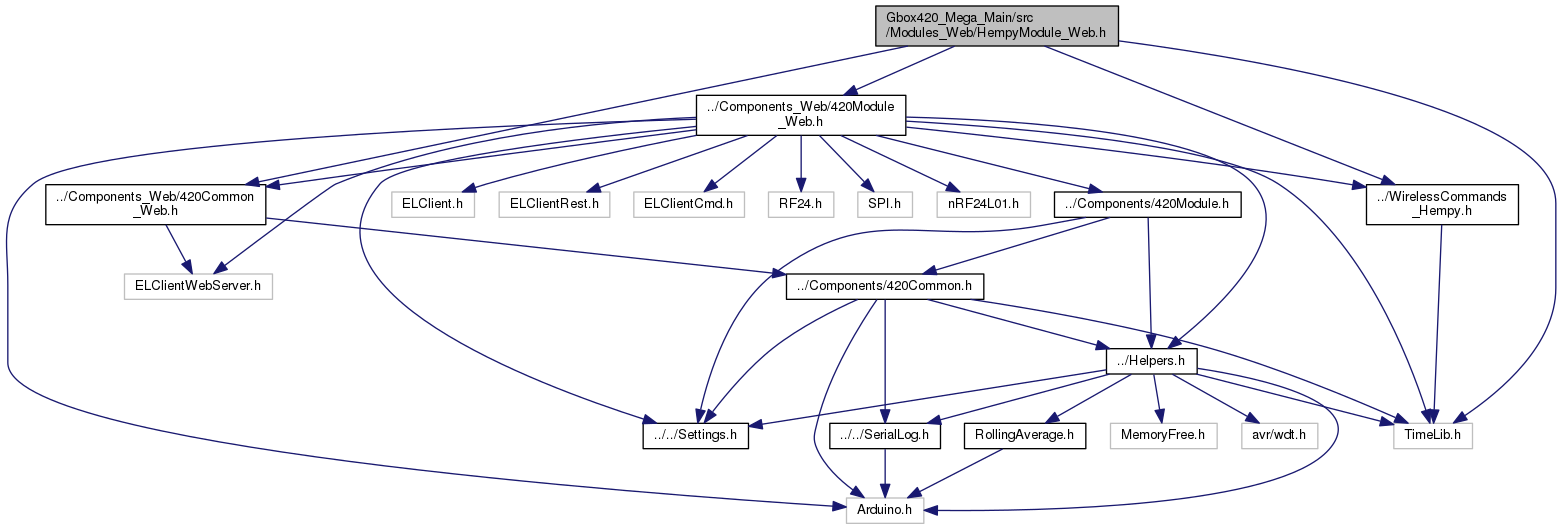 Gbox420_Mega_Main/src
/Modules_Web/HempyModule_Web.h
../Components_Web/420Module
_Web.h
../Components_Web/420Common
_Web.h
ELClient.h
ELClientRest.h
ELClientCmd.h
RF24.h
SPI.h
nRF24L01.h
../Components/420Module.h
../WirelessCommands
_Hempy.h
ELClientWebServer.h
../Components/420Common.h
../Helpers.h
../../Settings.h
../../SerialLog.h
RollingAverage.h
MemoryFree.h
avr/wdt.h
TimeLib.h
Arduino.h